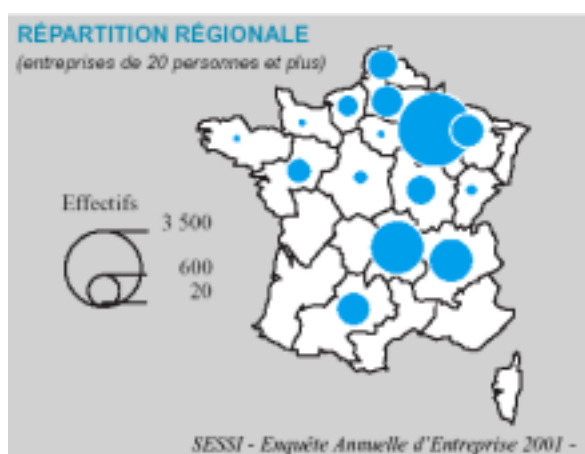 RÉPARTITION RÉGIONALE
(entreprises de 20 personnes et plus)
Effectifs
3 500
600
20
SESSI - Enquête Annuelle d'Entreprise 2001 -